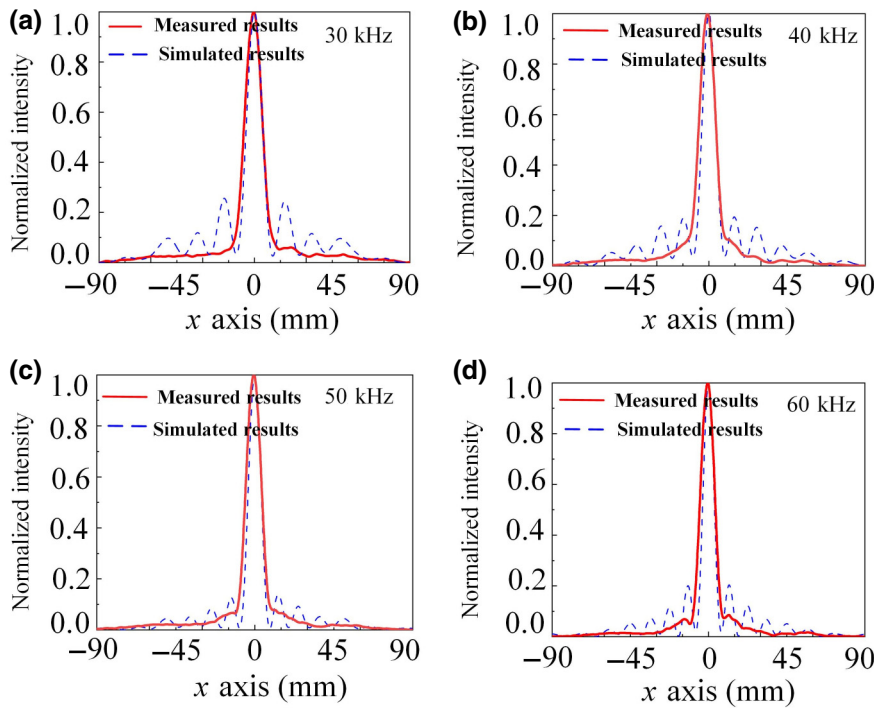 (a)
Measured results
30 kHz
Simulated results
Normalized intensity
1.0
0.8
0.6
0.4
0.2
0.0
−90 −45 0 45 90
x axis (mm)
(b)
Measured results
40 kHz
Simulated results
Normalized intensity
1.0
0.8
0.6
0.4
0.2
0.0
−90 −45 0 45 90
x axis (mm)
(c)
Measured results
50 kHz
Simulated results
Normalized intensity
1.0
0.8
0.6
0.4
0.2
0.0
−90 −45 0 45 90
x axis (mm)
(d)
Measured results
60 kHz
Simulated results
Normalized intensity
1.0
0.8
0.6
0.4
0.2
0.0
−90 −45 0 45 90
x axis (mm)